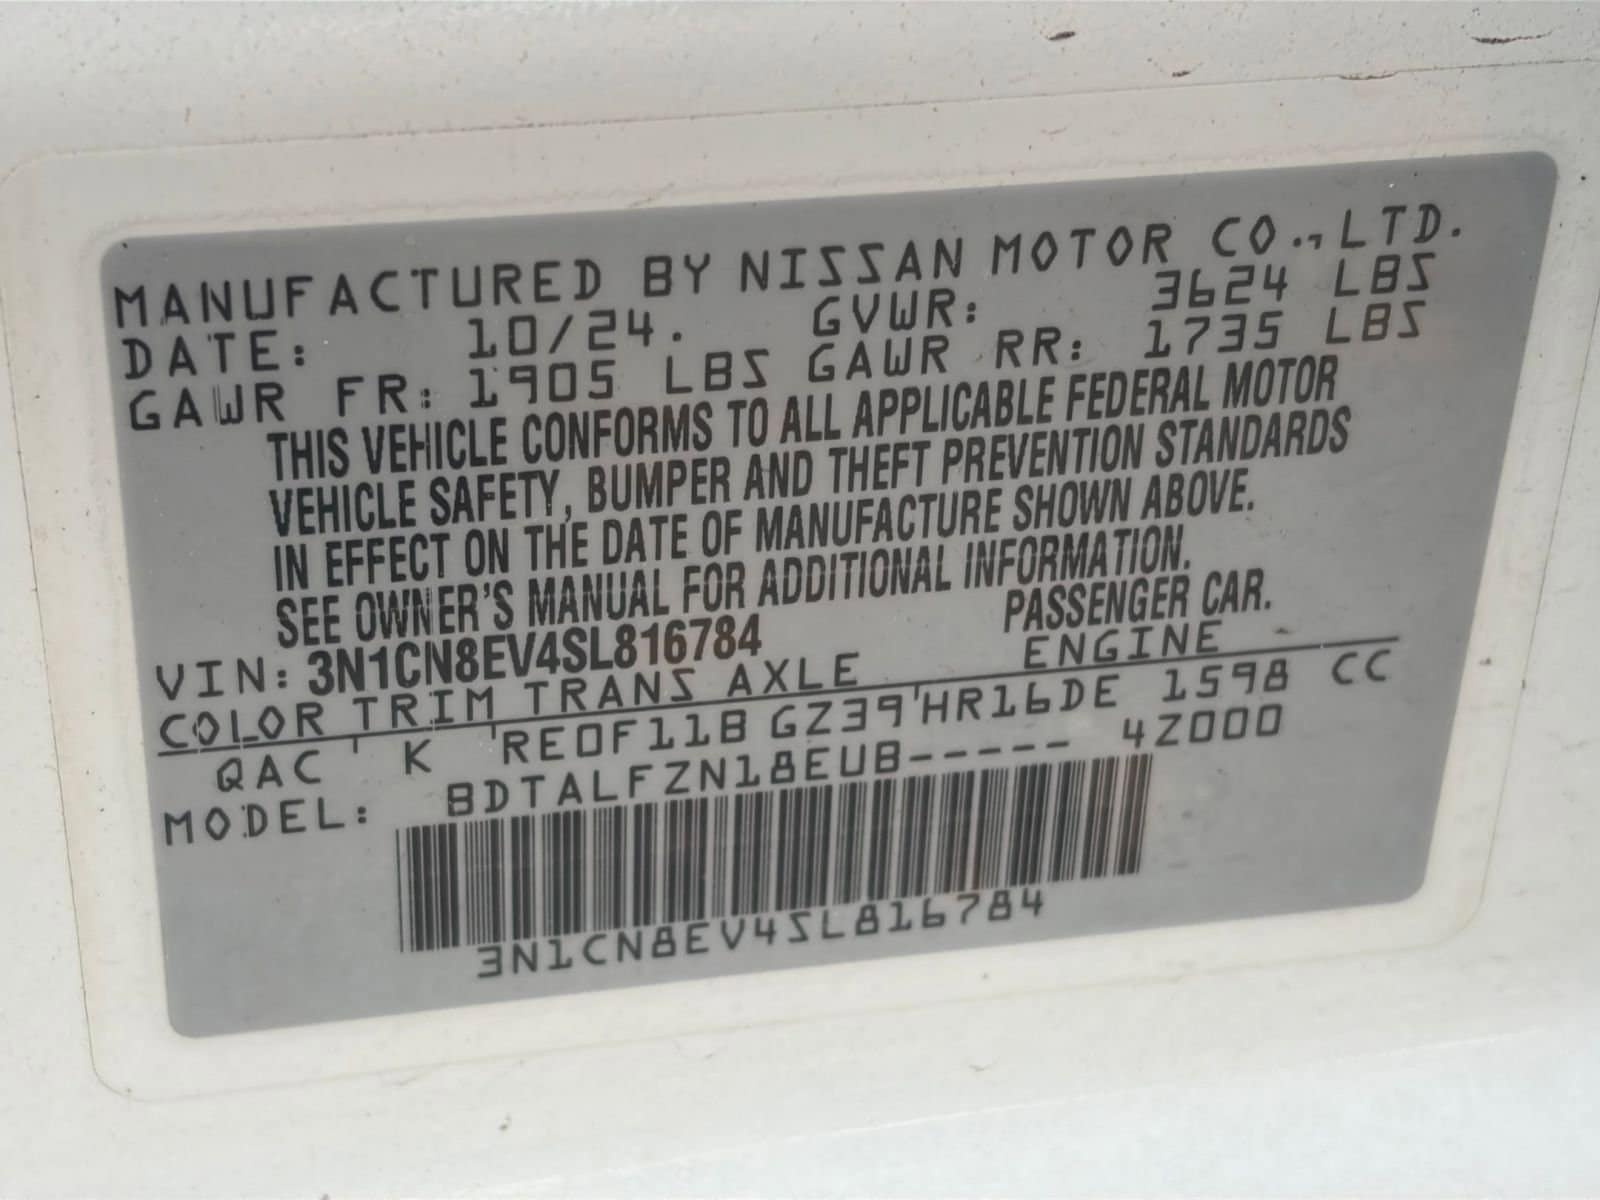 MANUFACTURED BY NISSAN MOTOR CO., LTD.
DATE: 10/24. GVWR: 3624 LBS
GAWR FR: 1905 LBS GAWR RR: 1735 LBS
THIS VEHICLE CONFORMS TO ALL APPLICABLE FEDERAL MOTOR
VEHICLE SAFETY, BUMPER AND THEFT PREVENTION STANDARDS
IN EFFECT ON THE DATE OF MANUFACTURE SHOWN ABOVE.
SEE OWNER'S MANUAL FOR ADDITIONAL INFORMATION.
PASSENGER CAR.
VIN: 3N1CN8EV4SL816784
COLOR TRIM TRANS AXLE ENGINE
QAC K RE0F11B GZ39 HR16DE 1598 CC
MODEL: BDTALFZN18EUB----- 4Z000
3N1CN8EV4SL816784